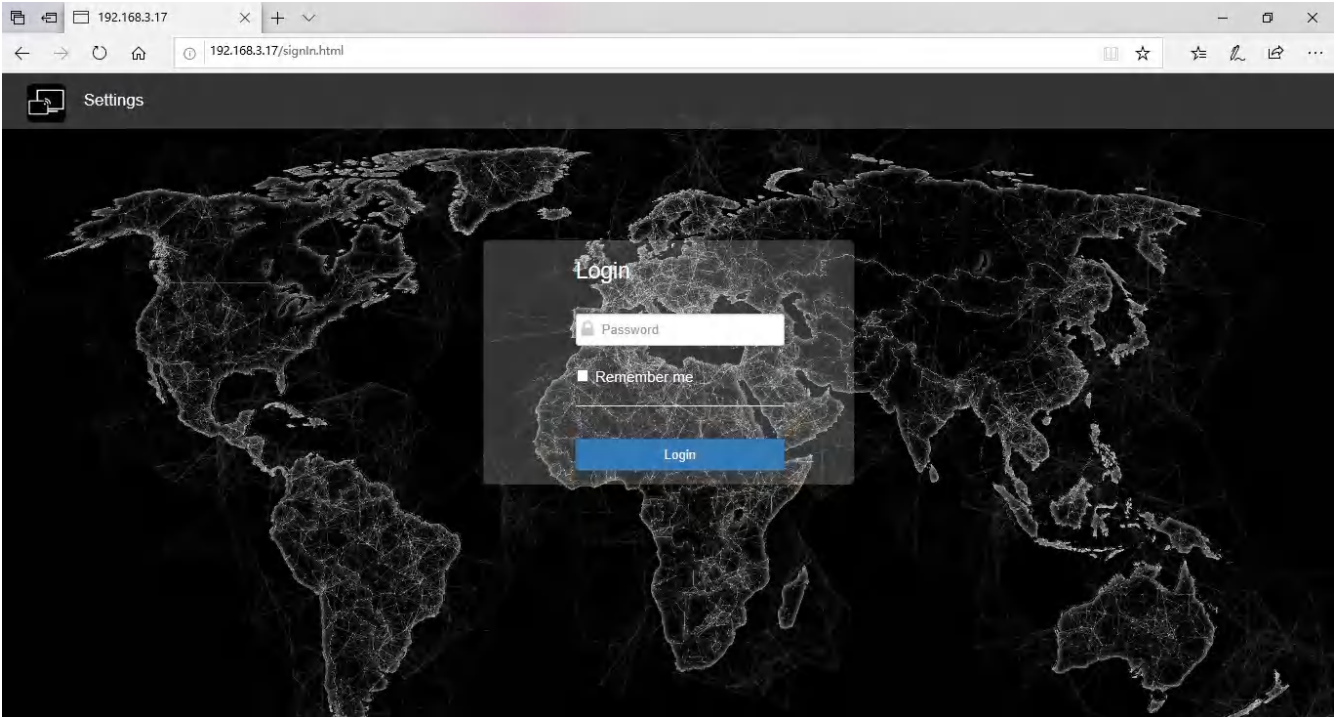 192.168.3.17
192.168.3.17/signIn.html
Settings
Login
Password
Remember me
Login